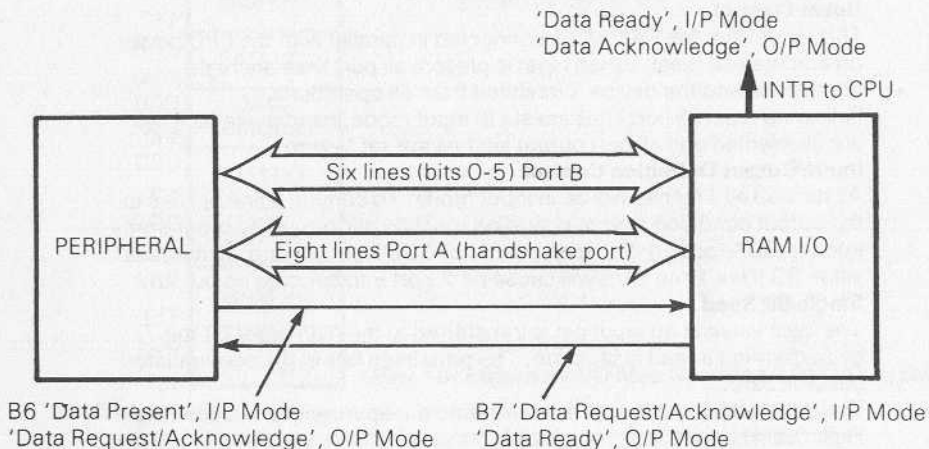 'Data Ready', I/P Mode
'Data Acknowledge', O/P Mode
INTR to CPU
Six lines (bits 0-5) Port B
PERIPHERAL
RAM I/O
Eight lines Port A (handshake port)
B6 'Data Present' I/P Mode
'Data Request/Acknowledge', O/P Mode
B7 'Data Request/Acknowledge', I/P Mode
'Data Ready', O/P Mode